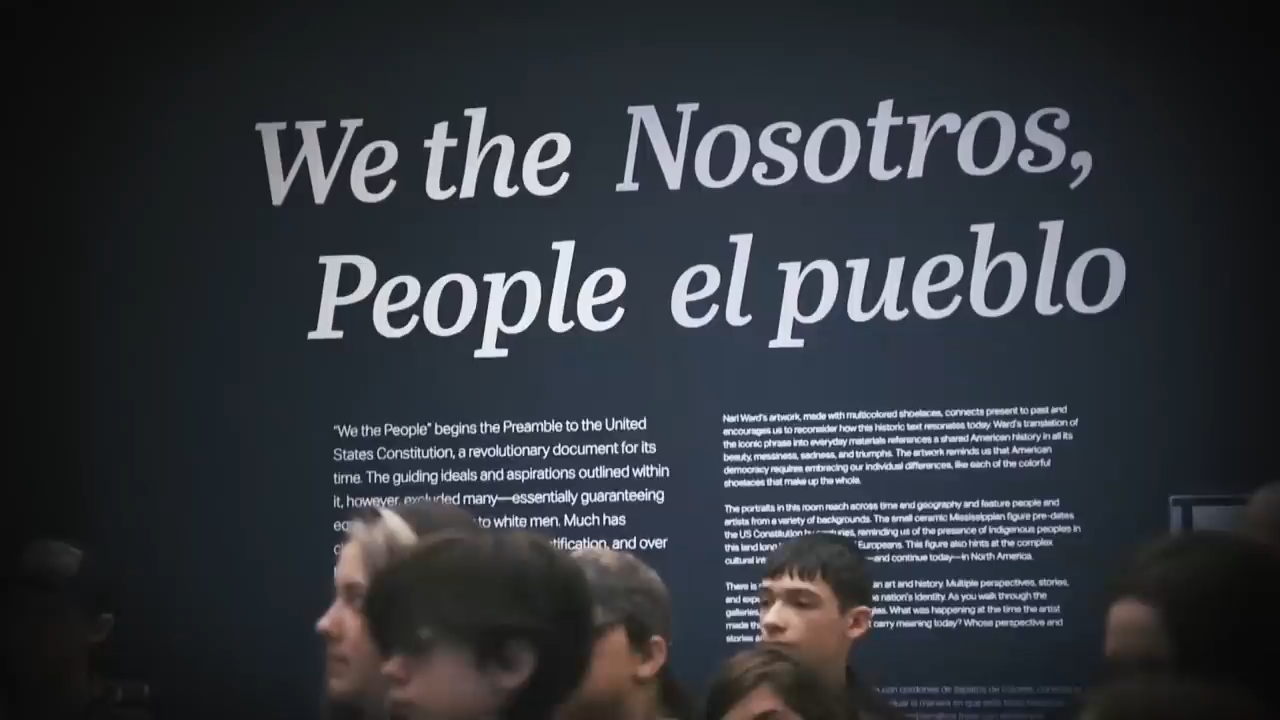 We the Nosotros,
People el pueblo
“We the People” begins the Preamble to the United
States Constitution, a revolutionary document for its
time. The guiding ideals and aspirations outlined within
it, however, excluded many—essentially guaranteeing
to white men. Much has
and over
Nari Ward’s artwork, made with multicolored shoelaces, connects present to past and
encourages us to reconsider how this historic text resonates today. Ward’s translation of
the iconic phrase into everyday materials references a shared American history in all its
beauty, messiness, sadness, and triumphs. The artwork reminds us that American
democracy requires embracing our individual differences, like each of the colorful
shoelaces that make up the whole.
The portraits in this room reach across time and geography and feature people and
artists from a variety of backgrounds. The small ceramic Mississippian figure pre-dates
the US Constitution by centuries, reminding us of the presence of Indigenous peoples in
this land long Europeans. This figure also hints at the complex
cultural —and continue today—in North America.
There is an art and history. Multiple perspectives, stories,
and nation’s identity. As you walk through the
galleries, What was happening at the time the artist
made carry meaning today? Whose perspective and
stories